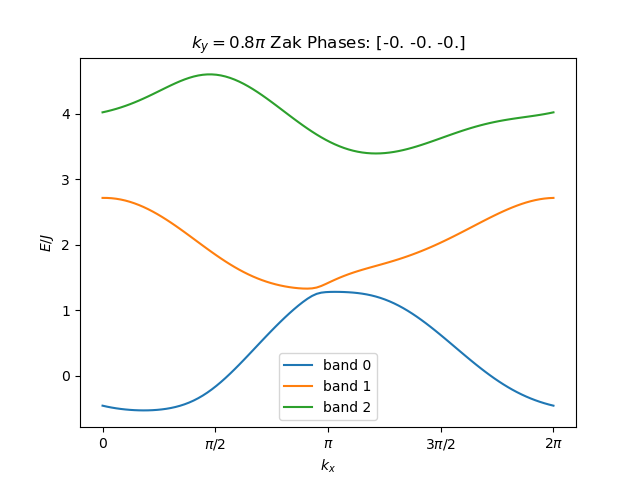 $k_y = 0.8\pi$ Zak Phases: [-0. -0. -0.]
E/J
4
3
2
1
0
band 0
band 1
band 2
0
π/2
π
3π/2
2π
$k_x$